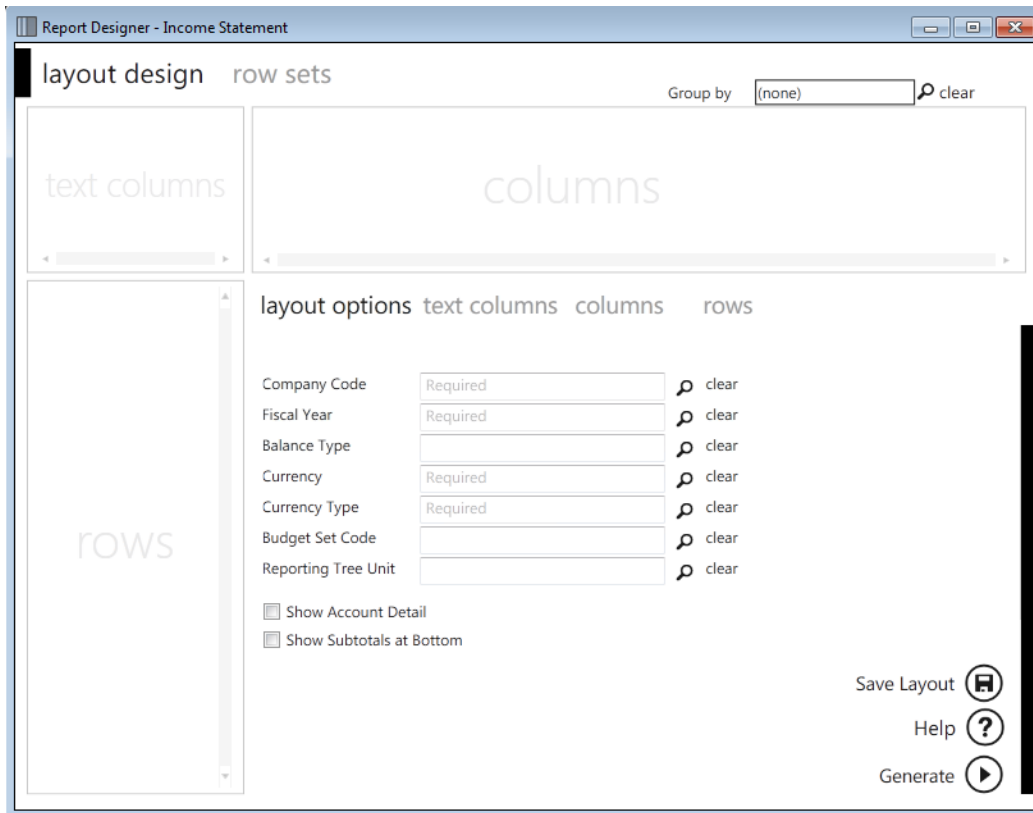 Report Designer - Income Statement
layout design row sets
Group by (none) clear
text columns columns
layout options text columns columns rows
Company Code Required clear
Fiscal Year Required clear
Balance Type clear
Currency Required clear
Currency Type Required clear
rows
Budget Set Code clear
Reporting Tree Unit clear
Show Account Detail
Show Subtotals at Bottom
Save Layout
Help ?
Generate